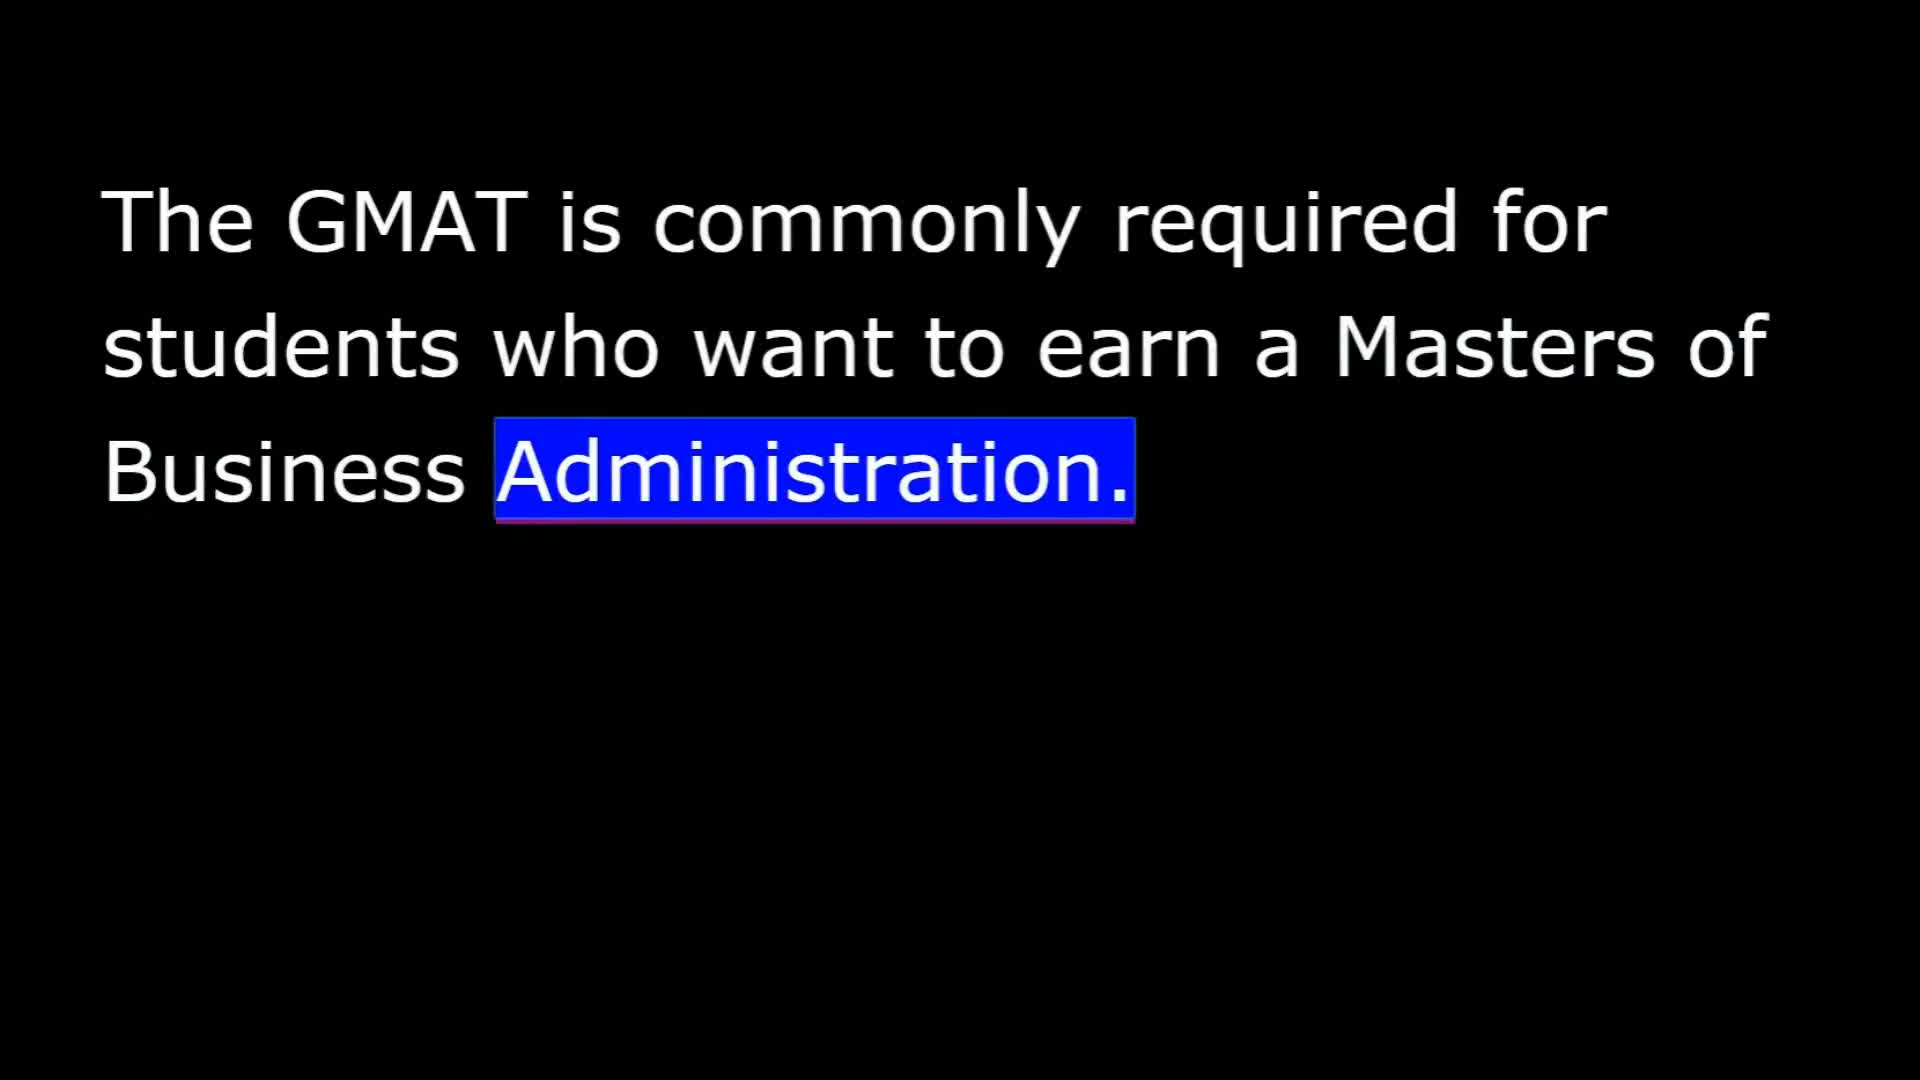 The GMAT is commonly required for
students who want to earn a Masters of
Business Administration.